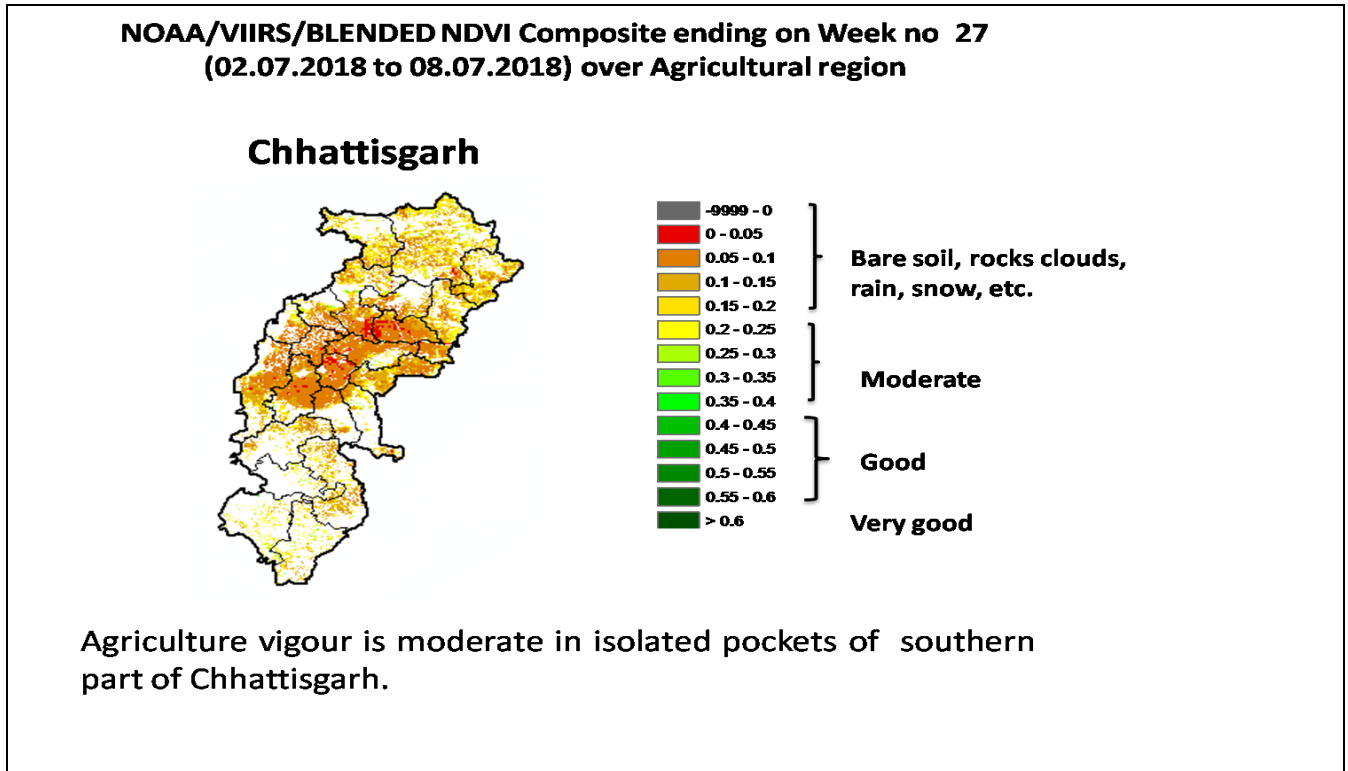 NOAA/VIIRS/BLENDED NDVI Composite ending on Week no 27
(02.07.2018 to 08.07.2018) over Agricultural region
Chhattisgarh
-9999 - 0
0 - 0.05
0.05 - 0.1
0.1 - 0.15
0.15 - 0.2
0.2 - 0.25
0.25 - 0.3
0.3 - 0.35
0.35 - 0.4
0.4 - 0.45
0.45 - 0.5
0.5 - 0.55
0.55 - 0.6
> 0.6
Bare soil, rocks clouds,
rain, snow, etc.
Moderate
Good
Very good
Agriculture vigour is moderate in isolated pockets of southern
part of Chhattisgarh.